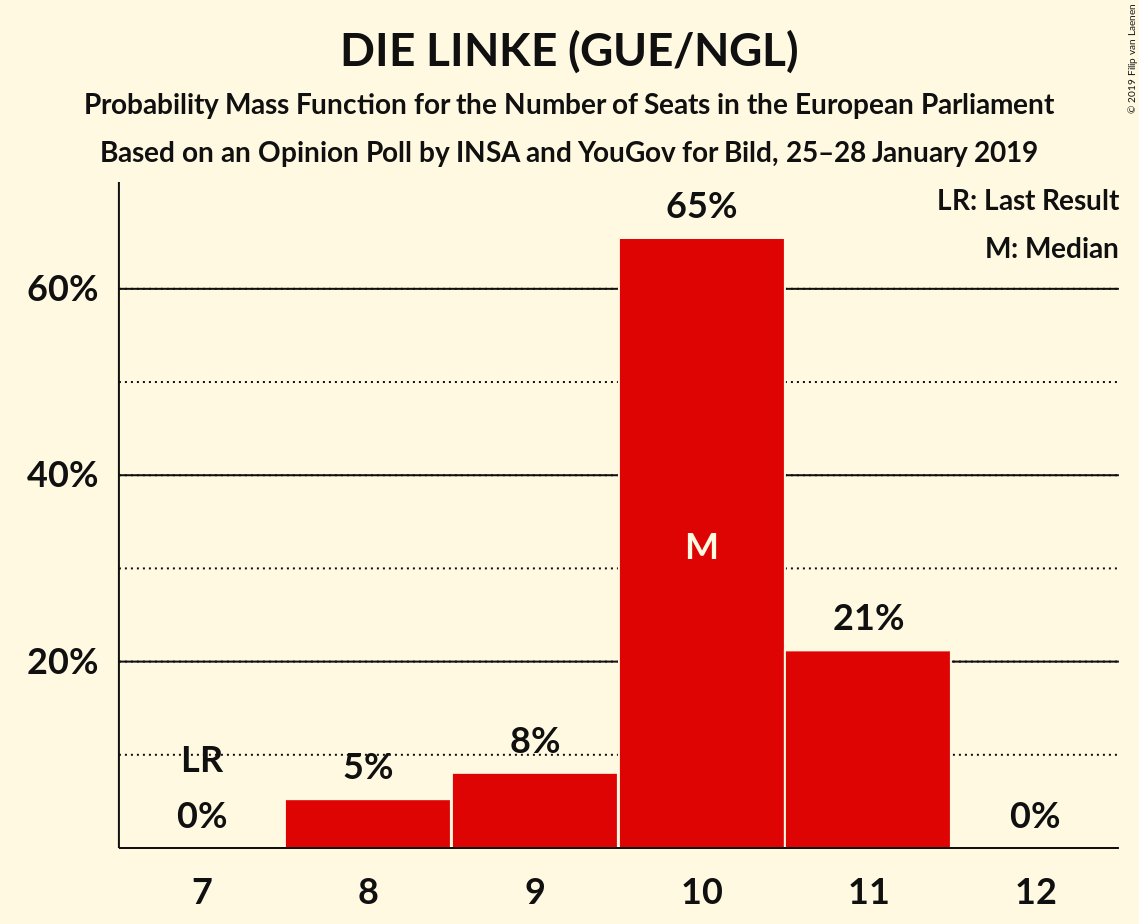 DIE LINKE (GUE/NGL)
Probability Mass Function for the Number of Seats in the European Parliament
Based on an Opinion Poll by INSA and YouGov for Bild, 25–28 January 2019
© 2019 Filip van Laenen
LR: Last Result
M: Median
65%
60%
40%
M
21%
20%
8%
LR
5%
0%
0%
7 8 9 10 11 12